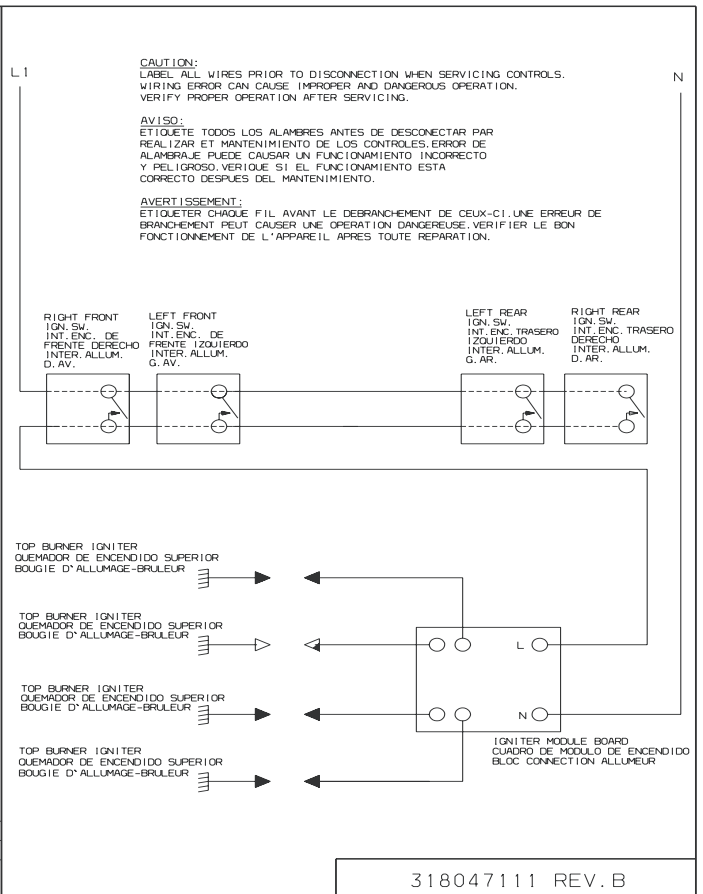 L1
N
CAUTION:
LABEL ALL WIRES PRIOR TO DISCONNECTION WHEN SERVICING CONTROLS.
WIRING ERROR CAN CAUSE IMPROPER AND DANGEROUS OPERATION.
VERIFY PROPER OPERATION AFTER SERVICING.
AVISO:
ETIQUETE TODOS LOS ALAMBRES ANTES DE DESCONECTAR PAR
REALIZAR ET MANTENIMIENTO DE LOS CONTROLES.ERROR DE
ALAMBRAJE PUEDE CAUSAR UN FUNCIONAMIENTO INCORRECTO
Y PELIGROSO.VERIQUE SI EL FUNCIONAMIENTO ESTA
CORRECTO DESPUES DEL MANTENIMIENTO.
AVERTISSEMENT:
ETIQUETER CHAQUE FIL AVANT LE DEBRANCHEMENT DE CEUX-CI.UNE ERREUR DE
BRANCHEMENT PEUT CAUSER UNE OPERATION DANGEREUSE.VERIFIER LE BON
FONCTIONNEMENT DE L'APPAREIL APRES TOUTE REPARATION.
RIGHT FRONT
IGN.SW.
INT.ENC. DE
FRENTE DERECHO
INTER.ALLUM.
D.AV.
LEFT FRONT
IGN.SW.
INT.ENC. DE
FRENTE IZQUIERDO
INTER.ALLUM.
G.AV.
LEFT REAR
IGN.SW.
INT.ENC.TRASERO
IZQUIERDO
INTER.ALLUM.
G.AR.
RIGHT REAR
IGN.SW.
INT.ENC.TRASERO
DERECHO
INTER.ALLUM.
D.AR.
TOP BURNER IGNITER
QUEMADOR DE ENCENDIDO SUPERIOR
BOUGIE D`ALLUMAGE-BRULEUR
TOP BURNER IGNITER
QUEMADOR DE ENCENDIDO SUPERIOR
BOUGIE D`ALLUMAGE-BRULEUR
L
TOP BURNER IGNITER
QUEMADOR DE ENCENDIDO SUPERIOR
BOUGIE D`ALLUMAGE-BRULEUR
N
TOP BURNER IGNITER
QUEMADOR DE ENCENDIDO SUPERIOR
BOUGIE D`ALLUMAGE-BRULEUR
IGNITER MODULE BOARD
CUADRO DE MODULO DE ENCENDIDO
BLOC CONNECTION ALLUMEUR
318047111 REV.B